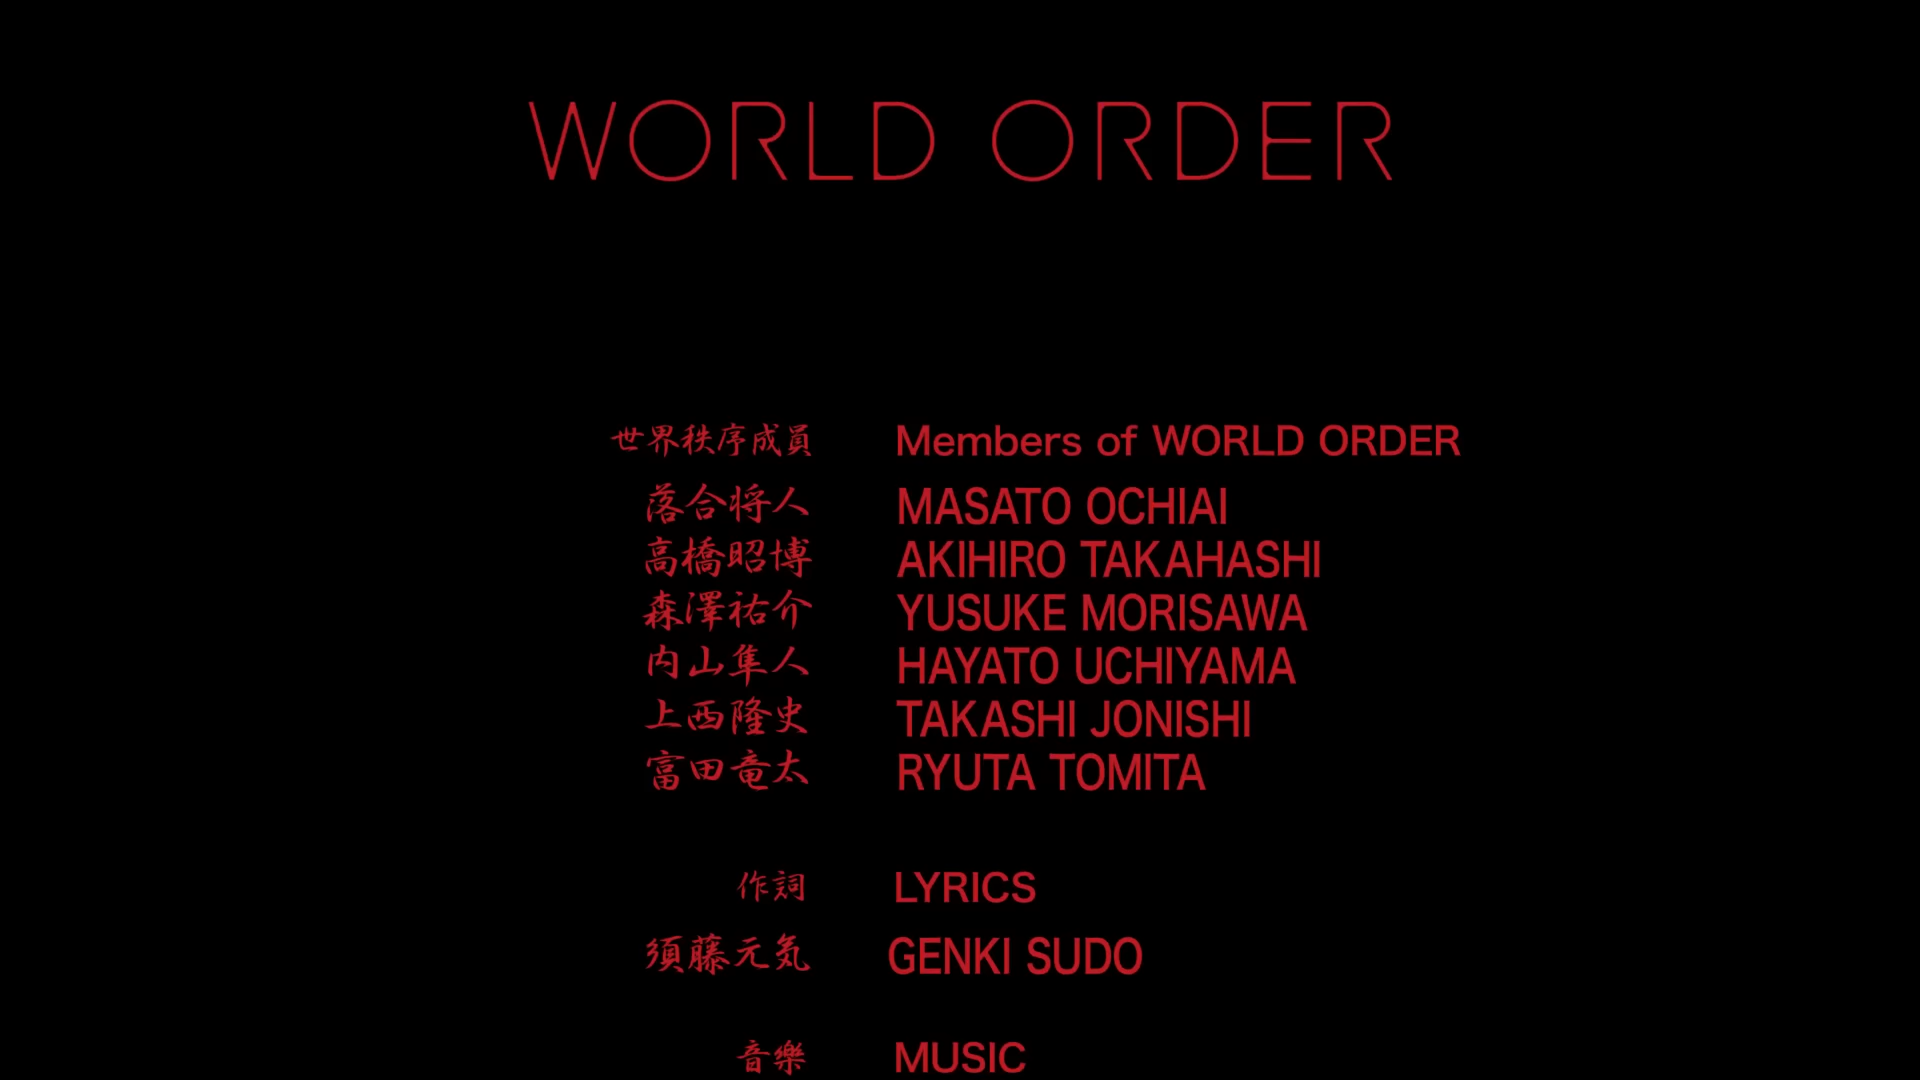 WORLD ORDER
世界秩序成員 Members of WORLD ORDER
落合将人 MASATO OCHIAI
高橋昭博 AKIHIRO TAKAHASHI
森澤祐介 YUSUKE MORISAWA
内山隼人 HAYATO UCHIYAMA
上西隆史 TAKASHI JONISHI
富田竜太 RYUTA TOMITA
作詞 LYRICS
須藤元気 GENKI SUDO
音樂 MUSIC